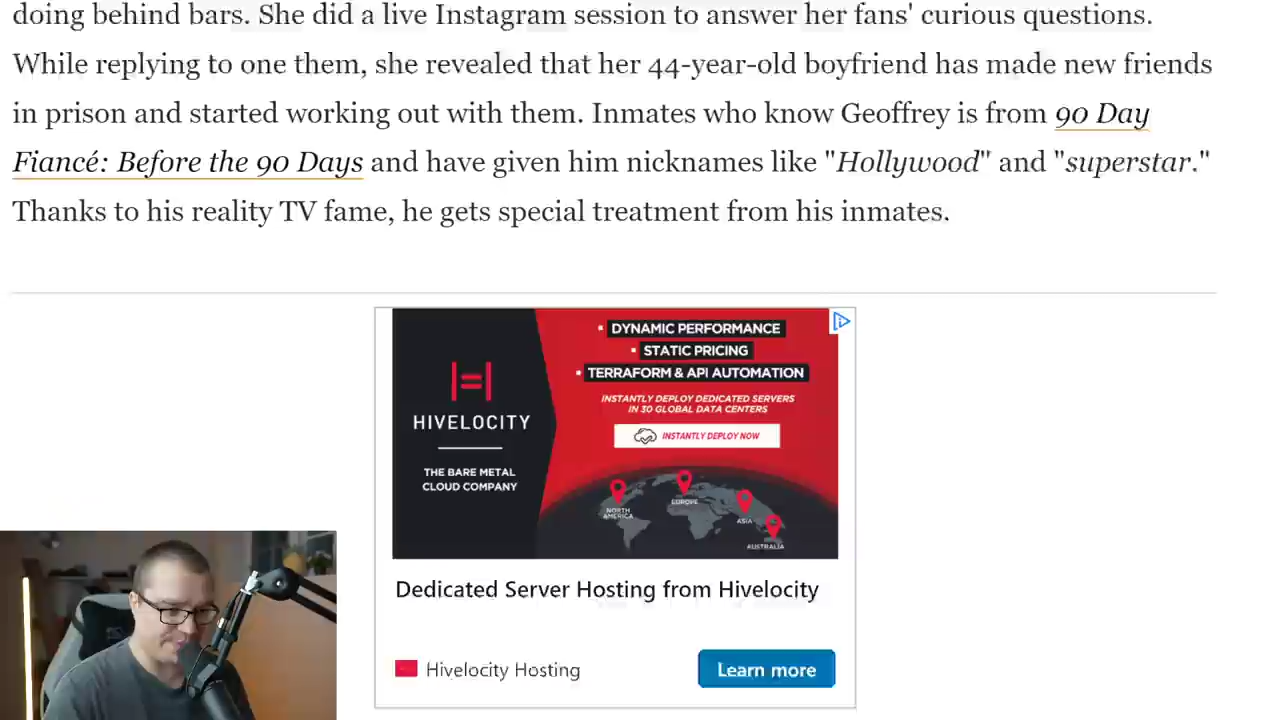 doing behind bars. She did a live Instagram session to answer her fans' curious questions.
While replying to one them, she revealed that her 44-year-old boyfriend has made new friends
in prison and started working out with them. Inmates who know Geoffrey is from 90 Day
Fiancé: Before the 90 Days and have given him nicknames like "Hollywood" and "superstar."
Thanks to his reality TV fame, he gets special treatment from his inmates.
• DYNAMIC PERFORMANCE
• STATIC PRICING
• TERRAFORM & API AUTOMATION
INSTANTLY DEPLOY DEDICATED SERVERS
IN 30 GLOBAL DATA CENTERS
INSTANTLY DEPLOY NOW
HIVELOCITY
THE BARE METAL
CLOUD COMPANY
NORTH
AMERICA
EUROPE
ASIA
AUSTRALIA
Dedicated Server Hosting from Hivelocity
Hivelocity Hosting
Learn more